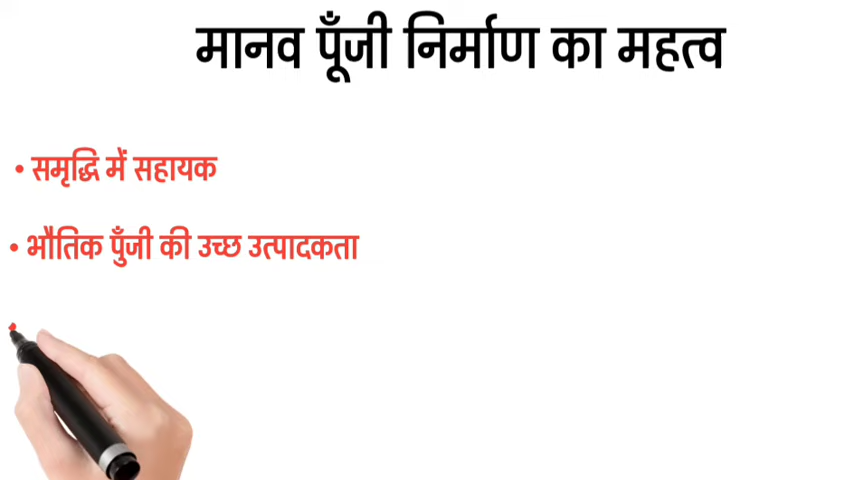 मानव पूँजी निर्माण का महत्व
• समृद्धि में सहायक
• भौतिक पुँजी की उच्छ उत्पादकता